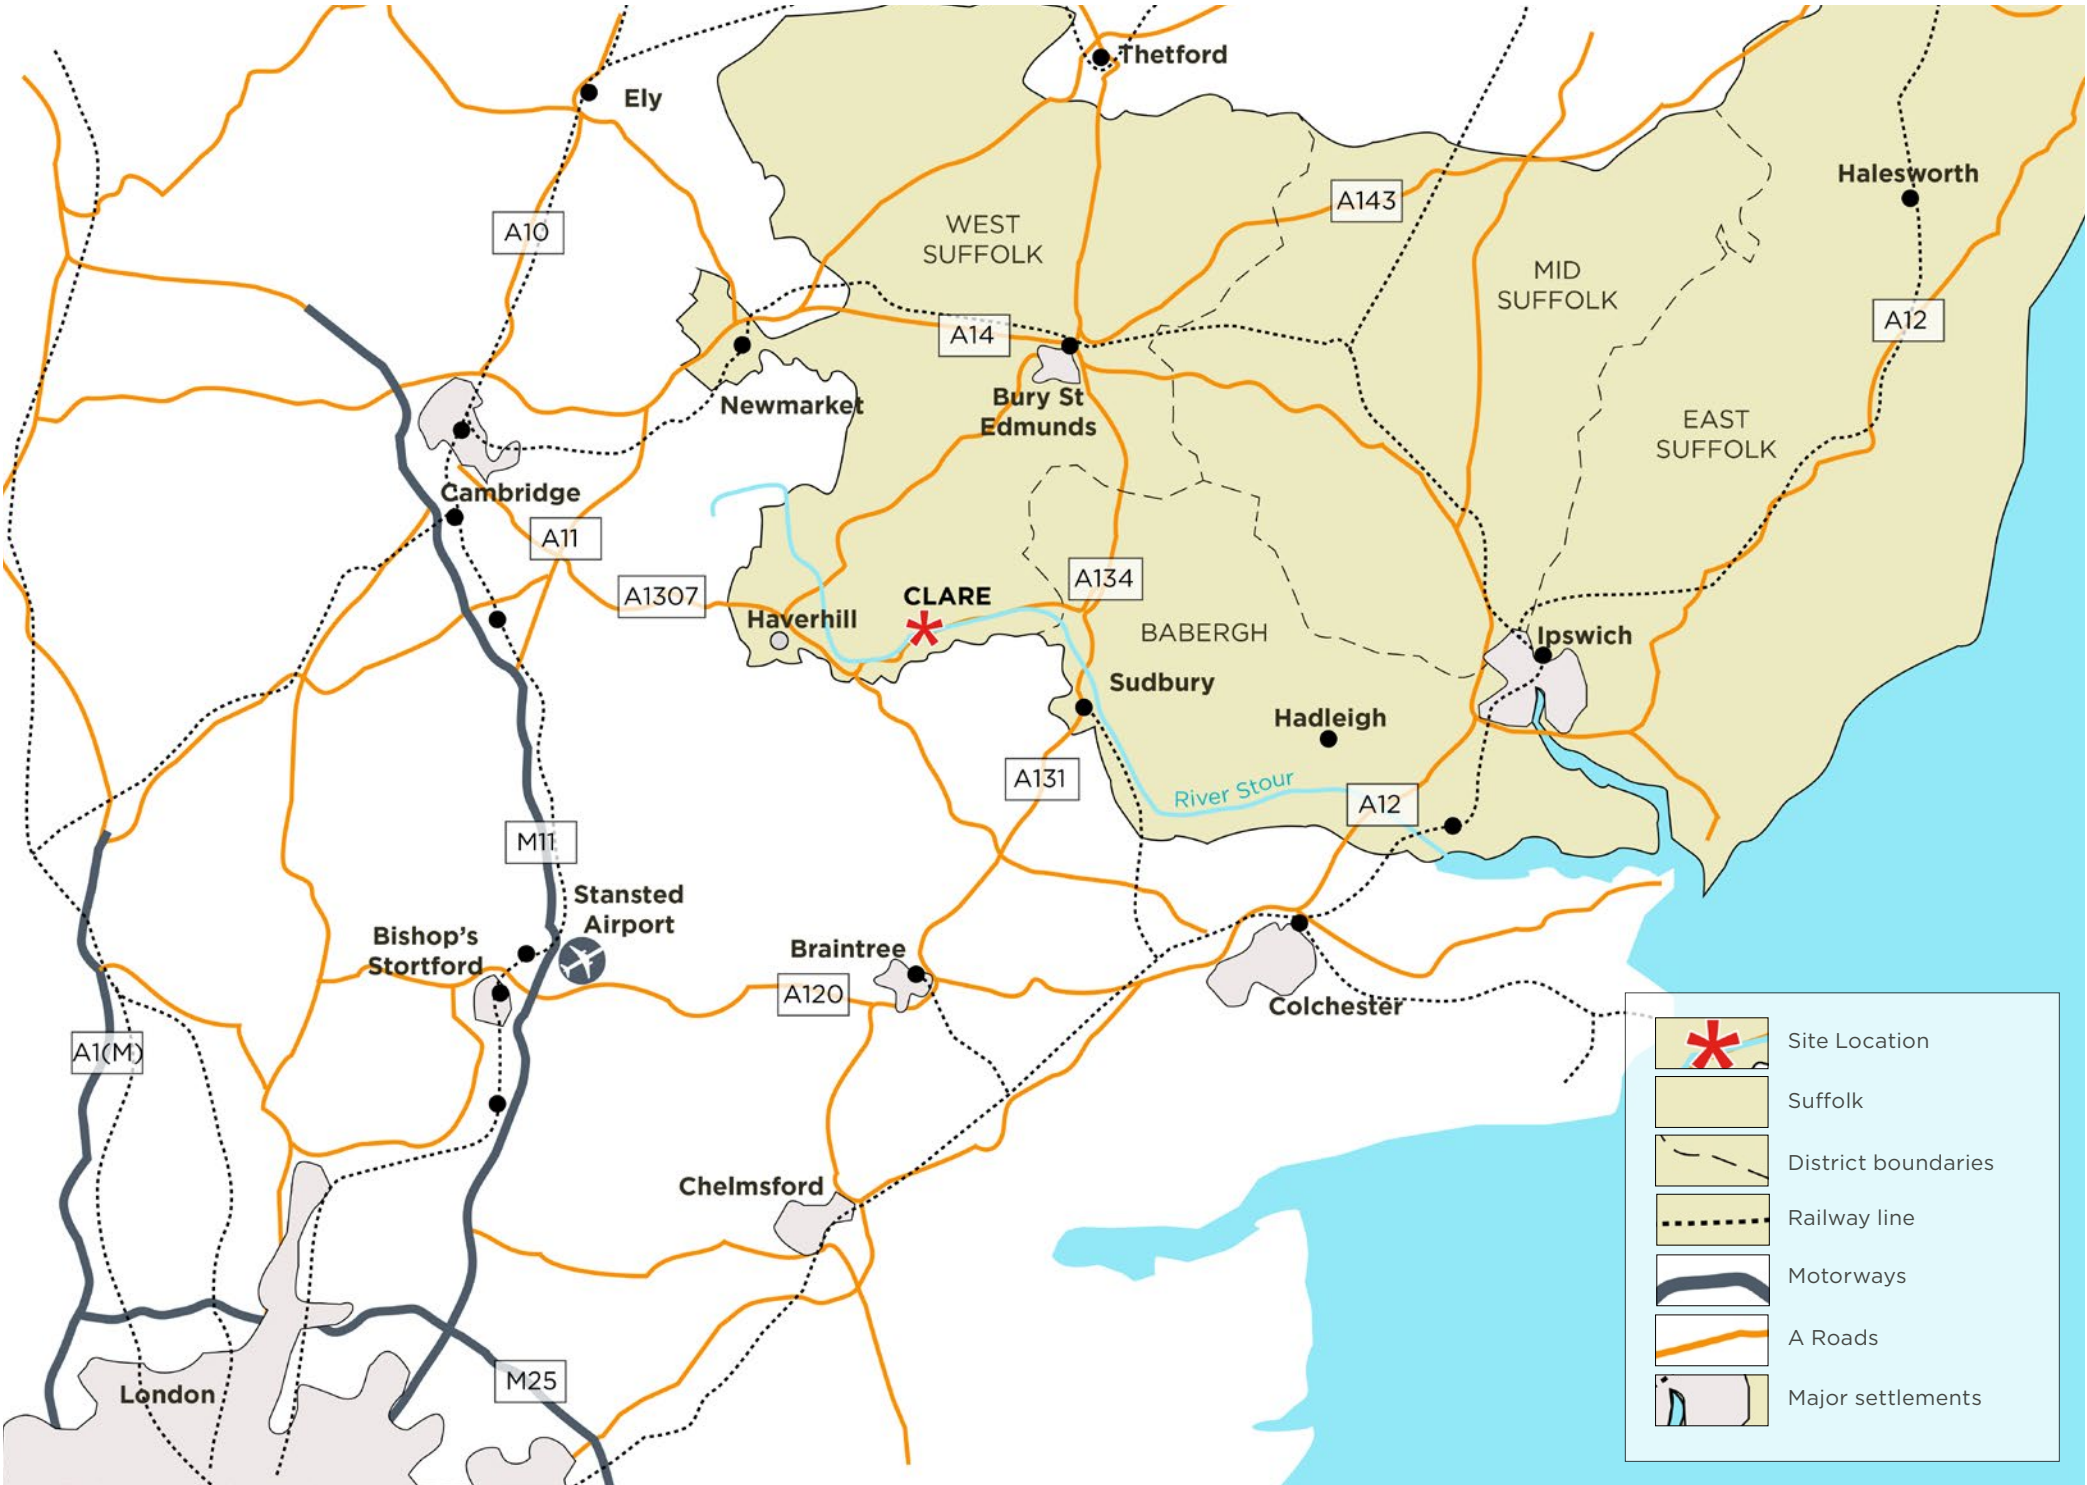 Thetford
Ely
Halesworth
A143
A10
WEST
SUFFOLK
MID
SUFFOLK
A12
A14
Newmarket
Bury St
Edmunds
EAST
SUFFOLK
Cambridge
A11
A134
A1307
CLARE
Haverhill
BABERGH
Ipswich
Sudbury
Hadleigh
A131
River Stour
A12
M11
Stansted
Airport
Bishop's
Stortford
Braintree
A120
Colchester
A1(M)
Site Location
Suffolk
District boundaries
Railway line
Motorways
A Roads
Major settlements
Chelmsford
M25
London